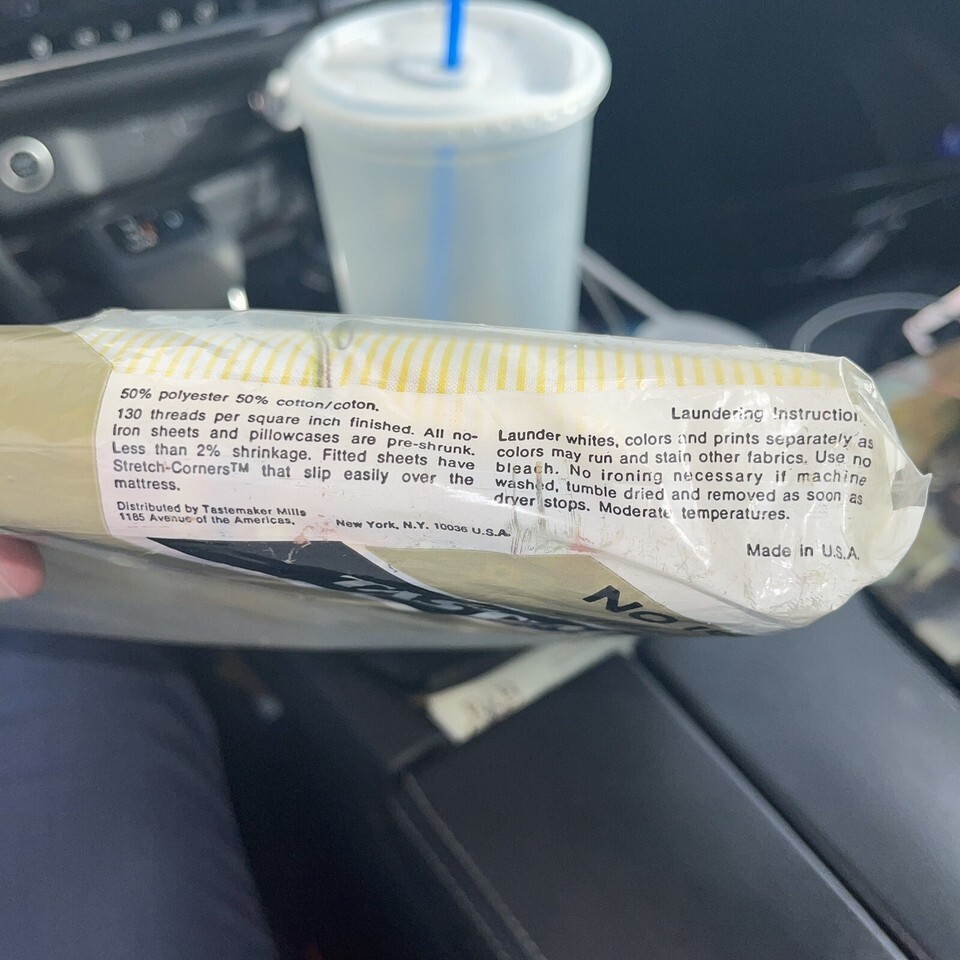 50% polyester 50% cotton/coton.
130 threads per square inch finished. All no-
iron sheets and pillowcases are pre-shrunk.
Less than 2% shrinkage. Fitted sheets have
Stretch-Corners™ that slip easily over the
mattress.
Distributed by Tastemaker Mills
1185 Avenue of the Americas,
New York, N.Y. 10036 U.S.A.
Laundering Instruction
Launder whites, colors and prints separately as
colors may run and stain other fabrics. Use no
bleach. No ironing necessary if machine
washed, tumble dried and removed as soon as
dryer stops. Moderate temperatures.
Made in U.S.A.
NO